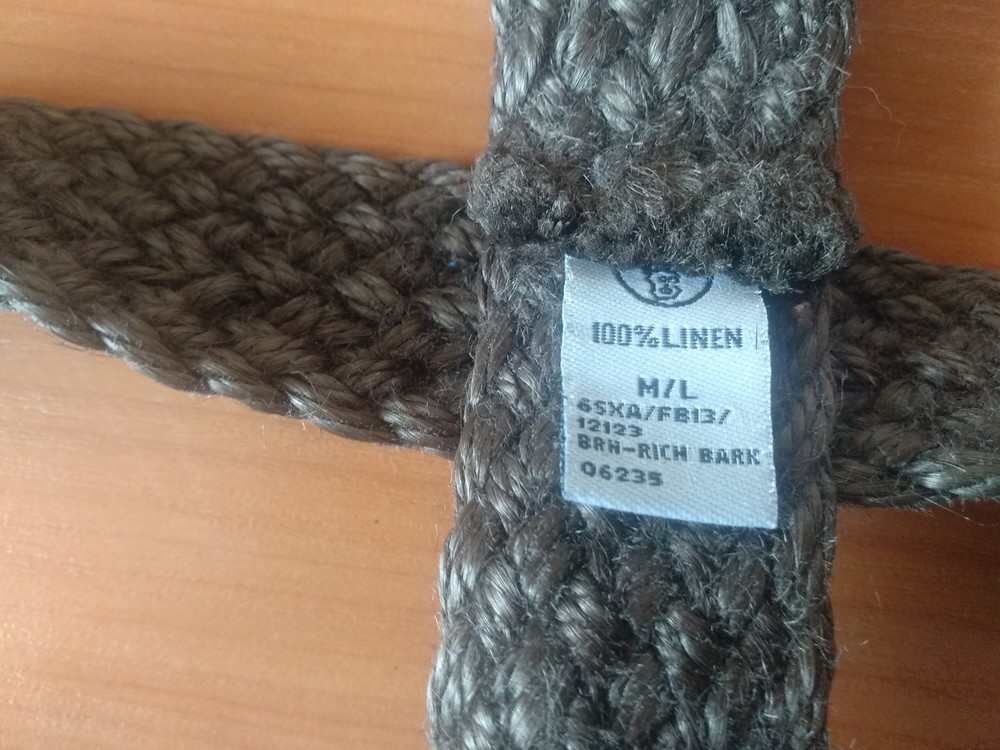 100% LINEN
M/L
6SXA/FB13/
12123
BRN-RICH BARK
06235